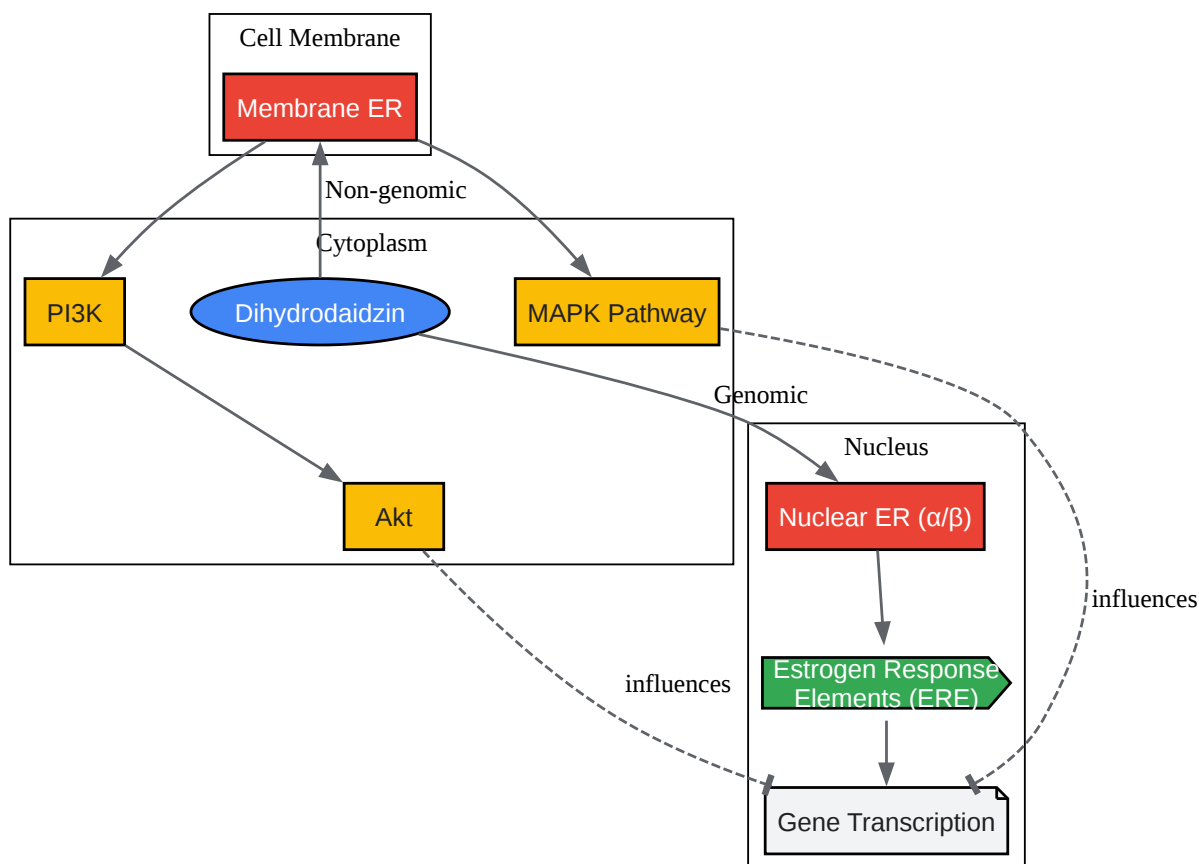 Cell Membrane
Membrane ER
Non-genomic
Cytoplasm
PI3K
Dihydrodaidzin
MAPK Pathway
Genomic
Nucleus
Akt
Nuclear ER (α/β)
influences
Estrogen Response
Elements (ERE)
influences
Gene Transcription